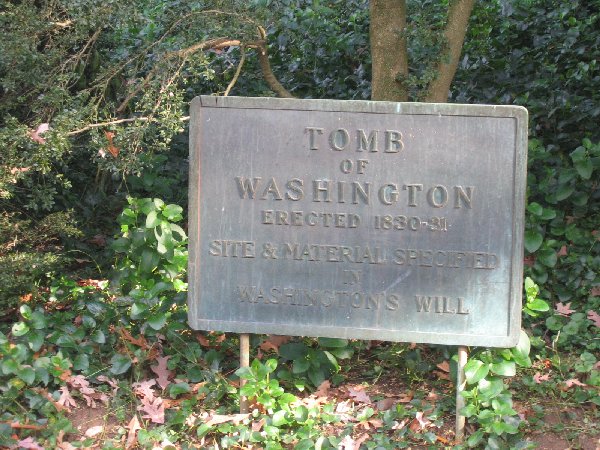 TOMB
OF
WASHINGTON
ERECTED 1830-31
SITE & MATERIAL SPECIFIED
IN
WASHINGTON'S WILL